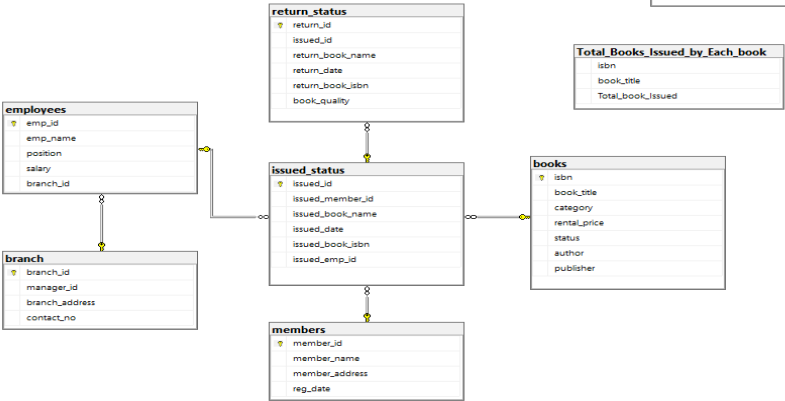 return_status
return_id
issued_id
return_book_name
return_date
return_book_isbn
book_quality
Total_Books_Issued_by_Each_book
isbn
book_title
Total_book_Issued
employees
emp_id
emp_name
position
salary
branch_id
issued_status
issued_id
issued_member_id
issued_book_name
issued_date
issued_book_isbn
issued_emp_id
books
isbn
book_title
category
rental_price
status
author
publisher
branch
branch_id
manager_id
branch_address
contact_no
members
member_id
member_name
member_address
reg_date